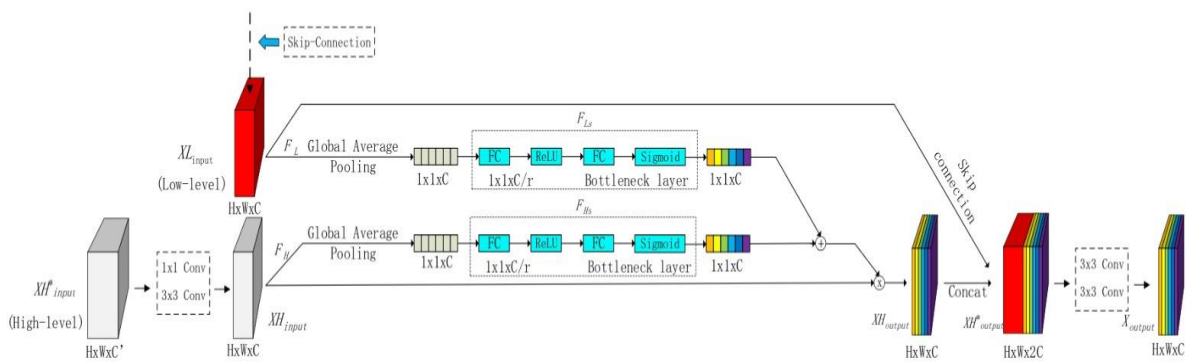 Skip-Connection
F_Ls
F_L Global Average
Pooling
FC
ReLU
FC
Sigmoid
1x1xC
1x1xC/r
Bottleneck layer
1x1xC
XL_input
(Low-level)
HxWxC
Skip
connection
F_Hs
F_H
Global Average
Pooling
FC
ReLU
FC
Sigmoid
1x1xC
1x1xC/r
Bottleneck layer
1x1xC
+
x
1x1 Conv
3x3 Conv
XH*_input
(High-level)
HxWxC'
XH_input
HxWxC
XH_output
HxWxC
Concat
XH*_output
HxWx2C
3x3 Conv
3x3 Conv
X_output
HxWxC